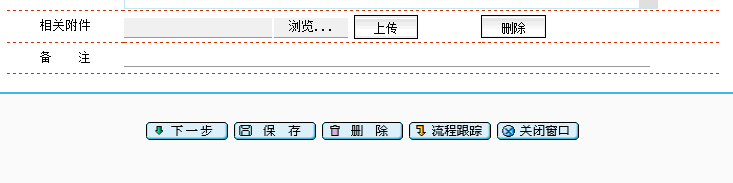 相关附件 浏览... 上传 删除
备 注
下一步 保 存 删 除 流程跟踪 关闭窗口